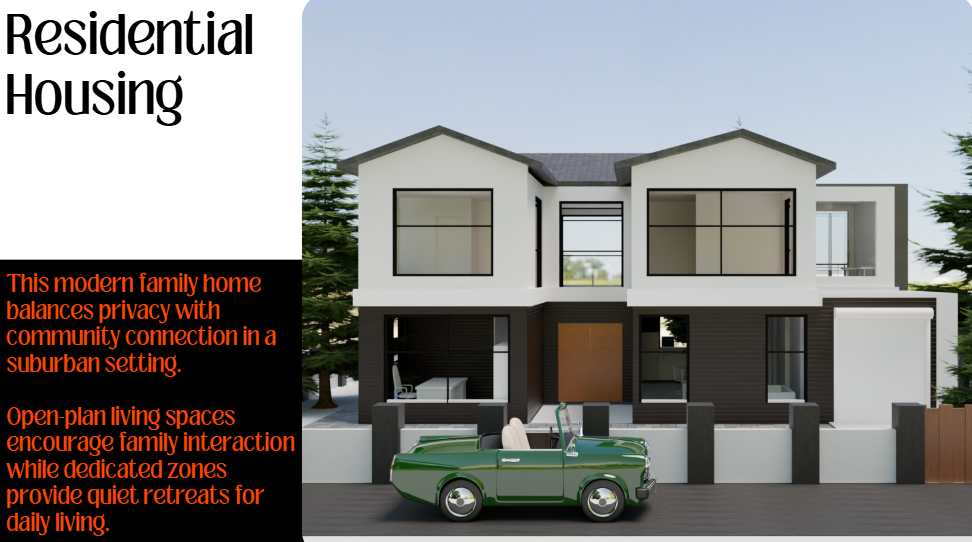 Residential
Housing
This modern family home
balances privacy with
community connection in a
suburban setting.
Open-plan living spaces
encourage family interaction
while dedicated zones
provide quiet retreats for
daily living.